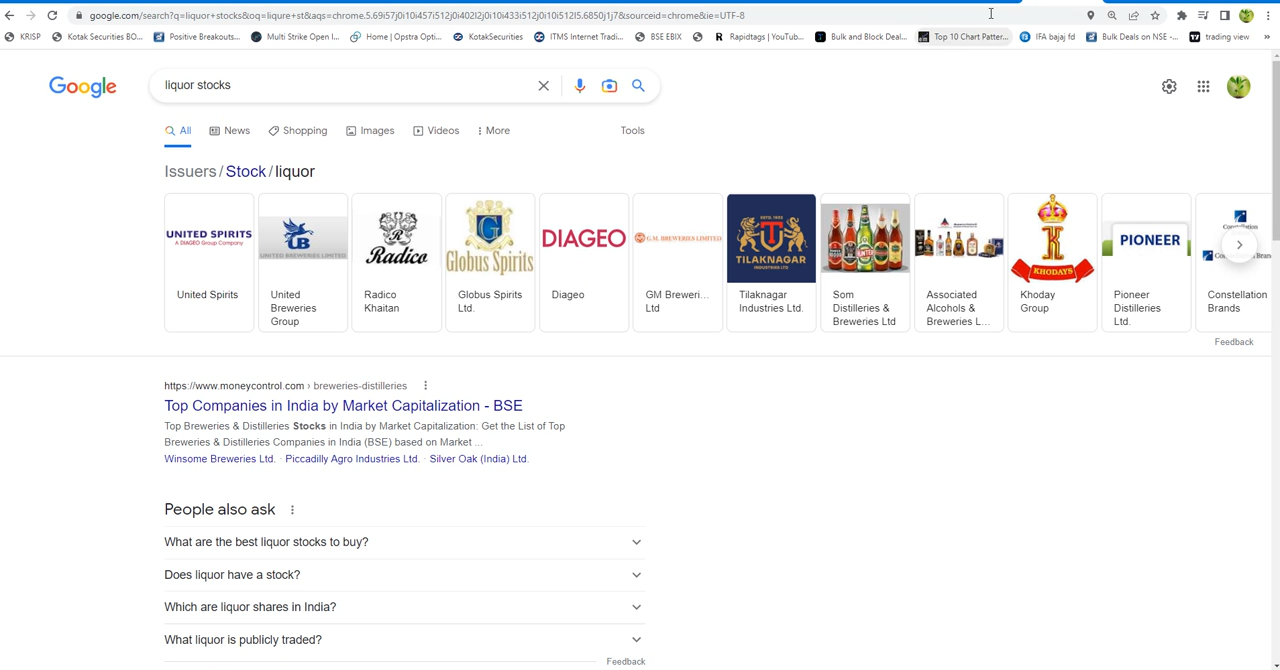 google.com/search?q=liquor+stocks&oq=liqure+st&aqs=chrome.5.69i57j0i10i457i512j0i402l2j0i10i433i512j0i10i512l5.6850j1j7&sourceid=chrome&ie=UTF-8
KRISP Kotak Securities BO... Positive Breakouts... Multi Strike Open I... Home | Opstra Opti... KotakSecurities ITMS Internet Tradi... BSE EBIX Rapidtags | YouTub... Bulk and Block Deal... Top 10 Chart Patter... IFA bajaj fd Bulk Deals on NSE -... trading view »
Google
liquor stocks
All News Shopping Images Videos More Tools
Issuers / Stock / liquor
UNITED SPIRITS
A DIAGEO Group Company
UNITED BREWERIES LIMITED
Radico
Globus Spirits
DIAGEO
G.M. BREWERIES LIMITED
ESTD. 1933
TILAKNAGAR
INDUSTRIES LTD
KHODAYS
PIONEER
Constellation
United Spirits
United
Breweries
Group
Radico
Khaitan
Globus Spirits
Ltd.
Diageo
GM Breweri...
Ltd
Tilaknagar
Industries Ltd.
Som
Distilleries &
Breweries Ltd
Associated
Alcohols &
Breweries L...
Khoday
Group
Pioneer
Distilleries
Ltd.
Constellation
Brands
Feedback
https://www.moneycontrol.com › breweries-distilleries
Top Companies in India by Market Capitalization - BSE
Top Breweries & Distilleries Stocks in India by Market Capitalization: Get the List of Top
Breweries & Distilleries Companies in India (BSE) based on Market ...
Winsome Breweries Ltd. · Piccadilly Agro Industries Ltd. · Silver Oak (India) Ltd.
People also ask
What are the best liquor stocks to buy?
Does liquor have a stock?
Which are liquor shares in India?
What liquor is publicly traded?
Feedback